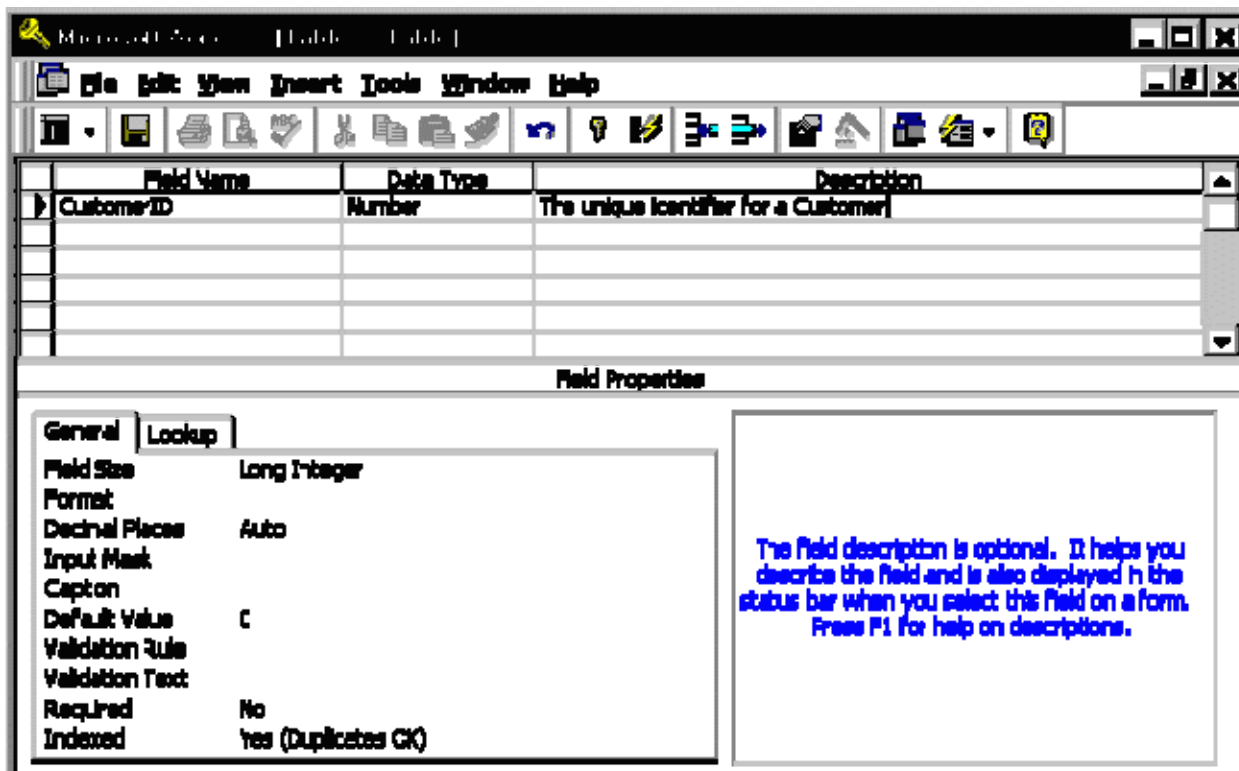 Microsoft Access - [Table1 : Table]
File Edit View Insert Tools Window Help
Field Name Data Type Description
CustomerID Number The unique identifier for a Customer
Field Properties
General Lookup
Field Size Long Integer
Format
Decimal Places Auto
Input Mask
Caption
Default Value 0
Validation Rule
Validation Text
Required No
Indexed Yes (Duplicates OK)
The field description is optional. It helps you
describe the field and is also displayed in the
status bar when you select this field on a form.
Press F1 for help on descriptions.